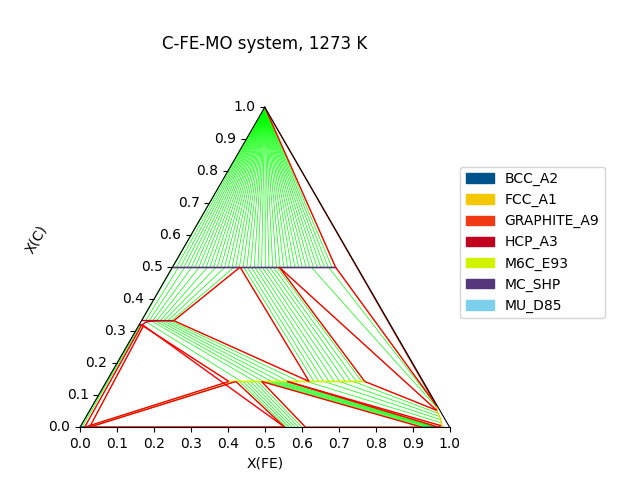 C-FE-MO system, 1273 K
1.0
0.9
0.8
0.7
0.6
0.5
0.4
0.3
0.2
0.1
0.0
X(C)
0.0 0.1 0.2 0.3 0.4 0.5 0.6 0.7 0.8 0.9 1.0
X(FE)
BCC_A2
FCC_A1
GRAPHITE_A9
HCP_A3
M6C_E93
MC_SHP
MU_D85